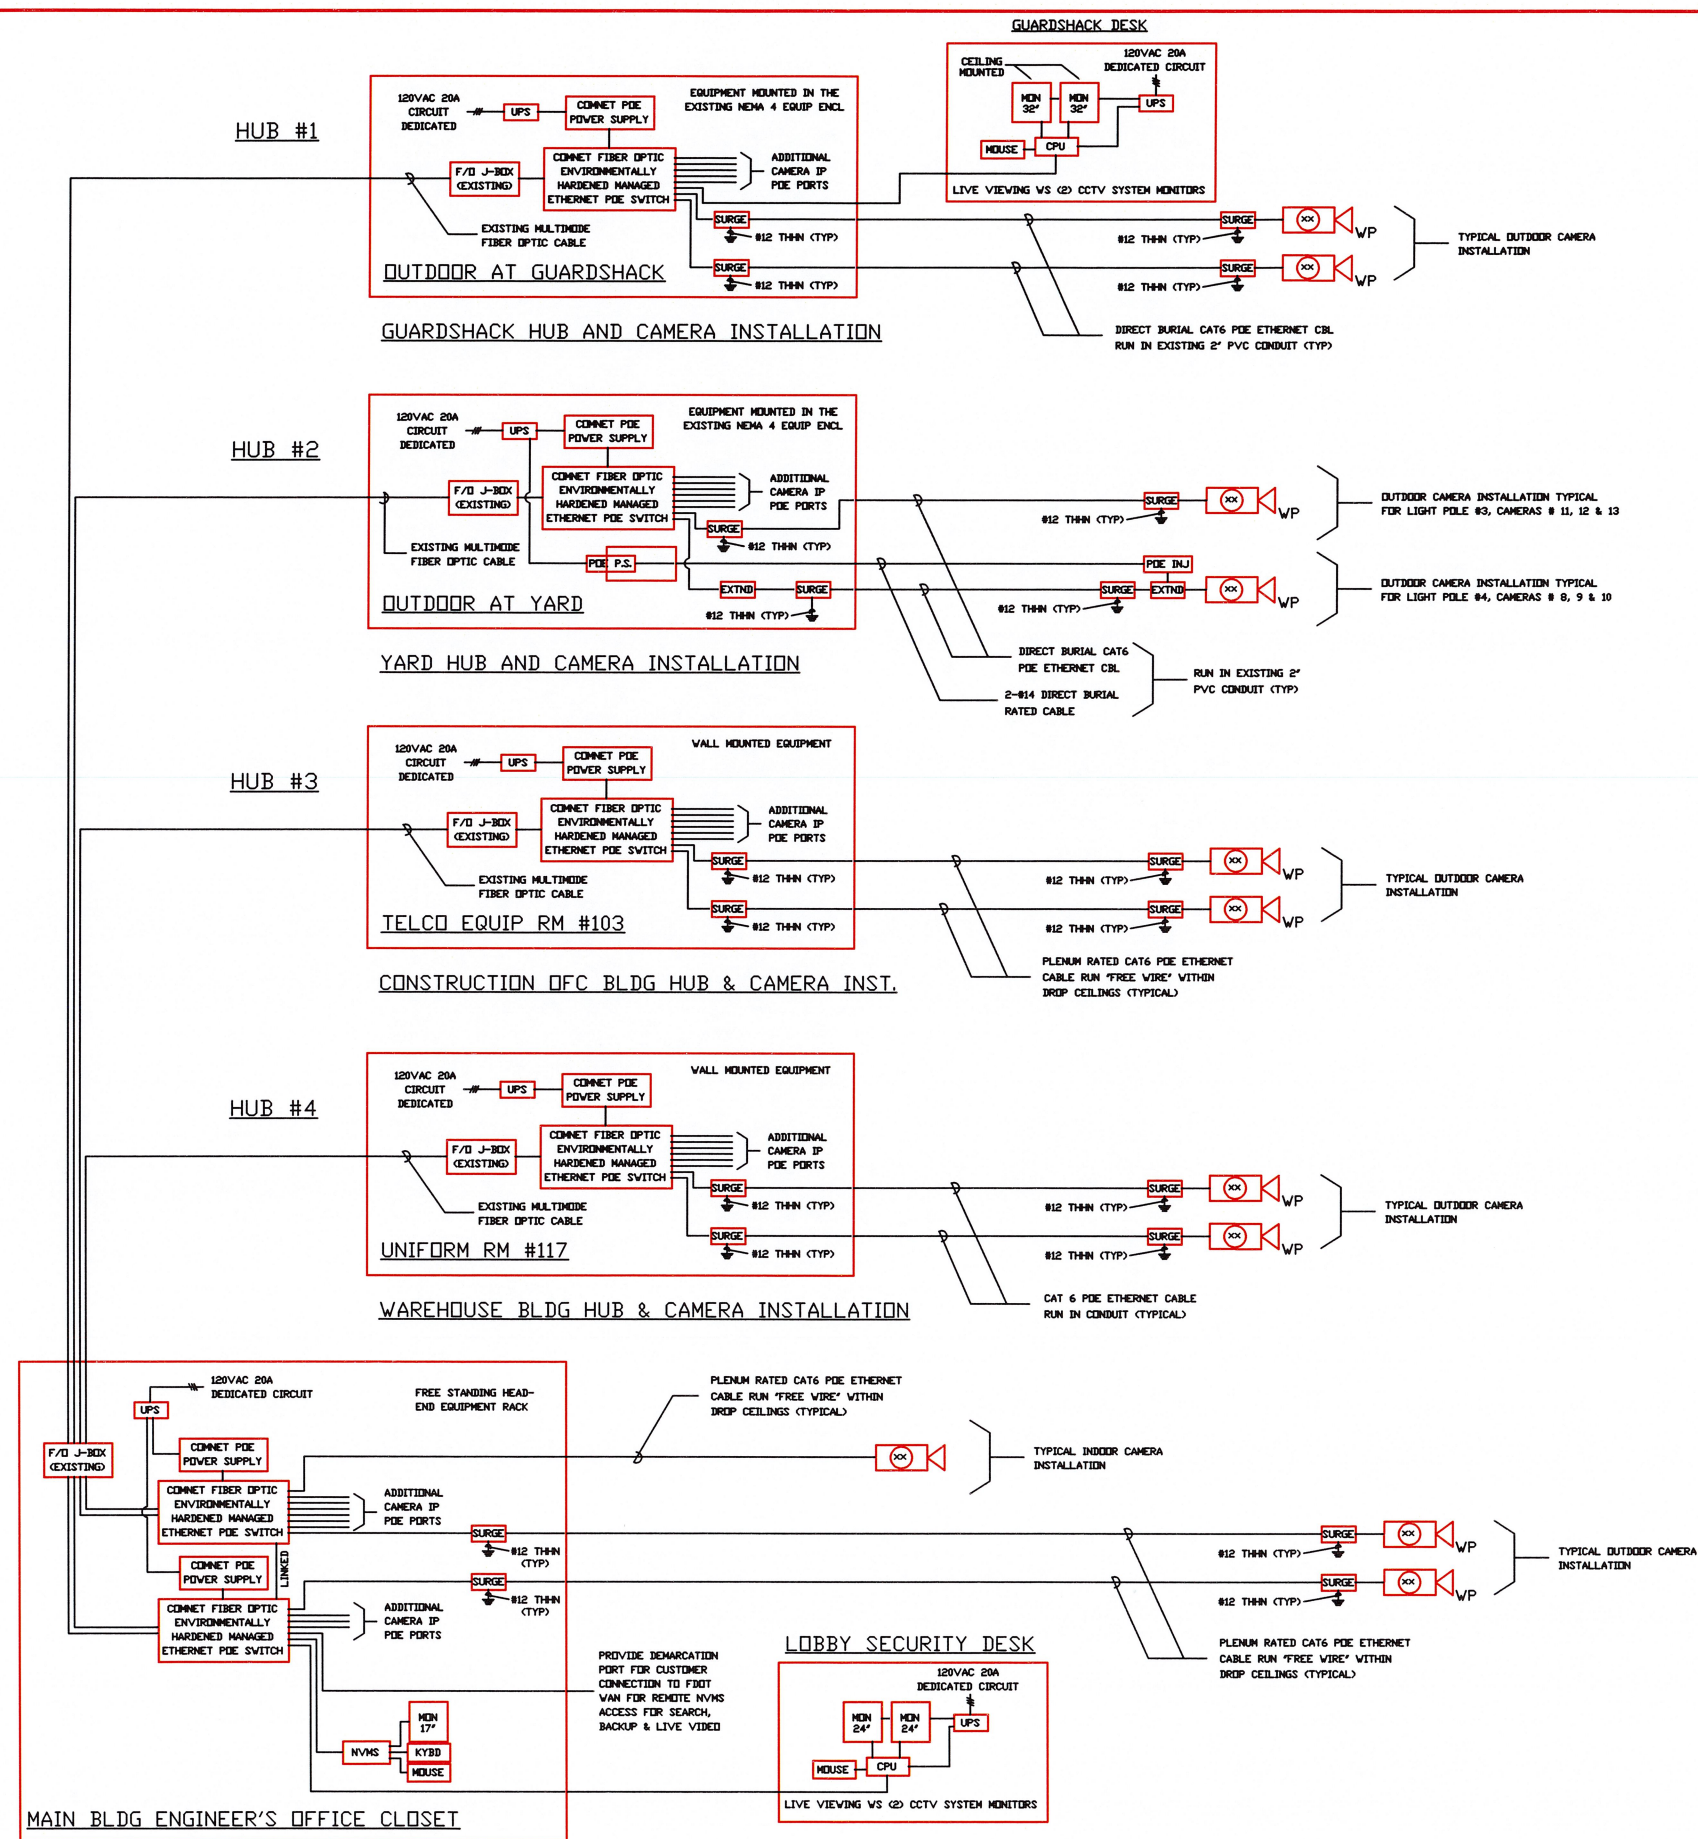 GUARDSHACK DESK
CEILING
MOUNTED
120VAC 20A
DEDICATED CIRCUIT
MON
32"
MON
32"
UPS
MOUSE
CPU
LIVE VIEWING WS (2) CCTV SYSTEM MONITORS
HUB #1
120VAC 20A
CIRCUIT
DEDICATED
UPS
COMNET POE
POWER SUPPLY
EQUIPMENT MOUNTED IN THE
EXISTING NEMA 4 EQUIP ENCL
F/O J-BOX
(EXISTING)
COMNET FIBER OPTIC
ENVIRONMENTALLY
HARDENED MANAGED
ETHERNET POE SWITCH
ADDITIONAL
CAMERA IP
POE PORTS
EXISTING MULTIMODE
FIBER OPTIC CABLE
SURGE
#12 THHN (TYP)
SURGE
#12 THHN (TYP)
OUTDOOR AT GUARDSHACK
SURGE
#12 THHN (TYP)
XX
WP
SURGE
#12 THHN (TYP)
XX
WP
TYPICAL OUTDOOR CAMERA
INSTALLATION
DIRECT BURIAL CAT6 POE ETHERNET CBL
RUN IN EXISTING 2" PVC CONDUIT (TYP)
GUARDSHACK HUB AND CAMERA INSTALLATION
HUB #2
120VAC 20A
CIRCUIT
DEDICATED
UPS
COMNET POE
POWER SUPPLY
EQUIPMENT MOUNTED IN THE
EXISTING NEMA 4 EQUIP ENCL
F/O J-BOX
(EXISTING)
COMNET FIBER OPTIC
ENVIRONMENTALLY
HARDENED MANAGED
ETHERNET POE SWITCH
ADDITIONAL
CAMERA IP
POE PORTS
SURGE
#12 THHN (TYP)
EXISTING MULTIMODE
FIBER OPTIC CABLE
POE P.S.
EXTND
SURGE
#12 THHN (TYP)
OUTDOOR AT YARD
SURGE
#12 THHN (TYP)
XX
WP
OUTDOOR CAMERA INSTALLATION TYPICAL
FOR LIGHT POLE #3, CAMERAS # 11, 12 & 13
POE INJ
SURGE
EXTND
#12 THHN (TYP)
XX
WP
OUTDOOR CAMERA INSTALLATION TYPICAL
FOR LIGHT POLE #4, CAMERAS # 8, 9 & 10
DIRECT BURIAL CAT6
POE ETHERNET CBL
2-#14 DIRECT BURIAL
RATED CABLE
RUN IN EXISTING 2"
PVC CONDUIT (TYP)
YARD HUB AND CAMERA INSTALLATION
HUB #3
120VAC 20A
CIRCUIT
DEDICATED
UPS
COMNET POE
POWER SUPPLY
WALL MOUNTED EQUIPMENT
F/O J-BOX
(EXISTING)
COMNET FIBER OPTIC
ENVIRONMENTALLY
HARDENED MANAGED
ETHERNET POE SWITCH
ADDITIONAL
CAMERA IP
POE PORTS
EXISTING MULTIMODE
FIBER OPTIC CABLE
SURGE
#12 THHN (TYP)
SURGE
#12 THHN (TYP)
TELCO EQUIP RM #103
SURGE
#12 THHN (TYP)
XX
WP
SURGE
#12 THHN (TYP)
XX
WP
TYPICAL OUTDOOR CAMERA
INSTALLATION
PLENUM RATED CAT6 POE ETHERNET
CABLE RUN "FREE WIRE" WITHIN
DROP CEILINGS (TYPICAL)
CONSTRUCTION OFC BLDG HUB & CAMERA INST.
HUB #4
120VAC 20A
CIRCUIT
DEDICATED
UPS
COMNET POE
POWER SUPPLY
WALL MOUNTED EQUIPMENT
F/O J-BOX
(EXISTING)
COMNET FIBER OPTIC
ENVIRONMENTALLY
HARDENED MANAGED
ETHERNET POE SWITCH
ADDITIONAL
CAMERA IP
POE PORTS
EXISTING MULTIMODE
FIBER OPTIC CABLE
SURGE
#12 THHN (TYP)
SURGE
#12 THHN (TYP)
UNIFORM RM #117
SURGE
#12 THHN (TYP)
XX
WP
SURGE
#12 THHN (TYP)
XX
WP
TYPICAL OUTDOOR CAMERA
INSTALLATION
CAT 6 POE ETHERNET CABLE
RUN IN CONDUIT (TYPICAL)
WAREHOUSE BLDG HUB & CAMERA INSTALLATION
120VAC 20A
DEDICATED CIRCUIT
FREE STANDING HEAD-
END EQUIPMENT RACK
UPS
F/O J-BOX
(EXISTING)
COMNET POE
POWER SUPPLY
COMNET FIBER OPTIC
ENVIRONMENTALLY
HARDENED MANAGED
ETHERNET POE SWITCH
ADDITIONAL
CAMERA IP
POE PORTS
SURGE
#12 THHN
(TYP)
LINKED
COMNET POE
POWER SUPPLY
SURGE
#12 THHN
(TYP)
COMNET FIBER OPTIC
ENVIRONMENTALLY
HARDENED MANAGED
ETHERNET POE SWITCH
ADDITIONAL
CAMERA IP
POE PORTS
MON
17"
NVMS
KYBD
MOUSE
MAIN BLDG ENGINEER'S OFFICE CLOSET
PLENUM RATED CAT6 POE ETHERNET
CABLE RUN "FREE WIRE" WITHIN
DROP CEILINGS (TYPICAL)
XX
TYPICAL INDOOR CAMERA
INSTALLATION
SURGE
#12 THHN (TYP)
XX
WP
SURGE
#12 THHN (TYP)
XX
WP
TYPICAL OUTDOOR CAMERA
INSTALLATION
PLENUM RATED CAT6 POE ETHERNET
CABLE RUN "FREE WIRE" WITHIN
DROP CEILINGS (TYPICAL)
PROVIDE DEMARCATION
PORT FOR CUSTOMER
CONNECTION TO FDOT
WAN FOR REMOTE NVMS
ACCESS FOR SEARCH,
BACKUP & LIVE VIDEO
LOBBY SECURITY DESK
120VAC 20A
DEDICATED CIRCUIT
MON
24"
MON
24"
UPS
MOUSE
CPU
LIVE VIEWING WS (2) CCTV SYSTEM MONITORS